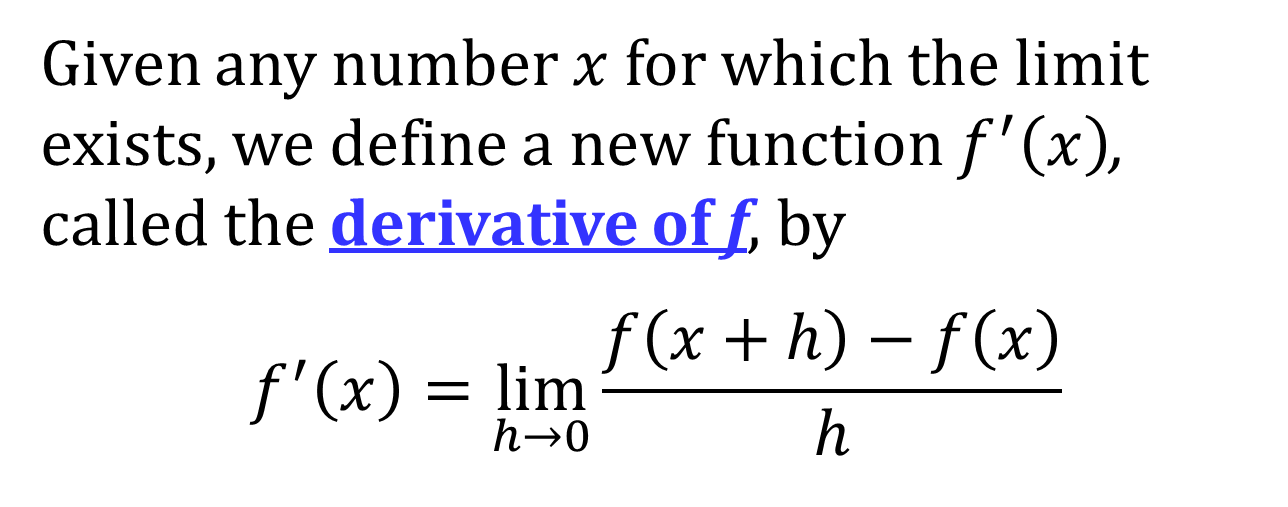 Given any number x for which the limit
exists, we define a new function f′(x),
called the derivative of f, by
f′(x) = lim h→0 f(x + h) − f(x) / h